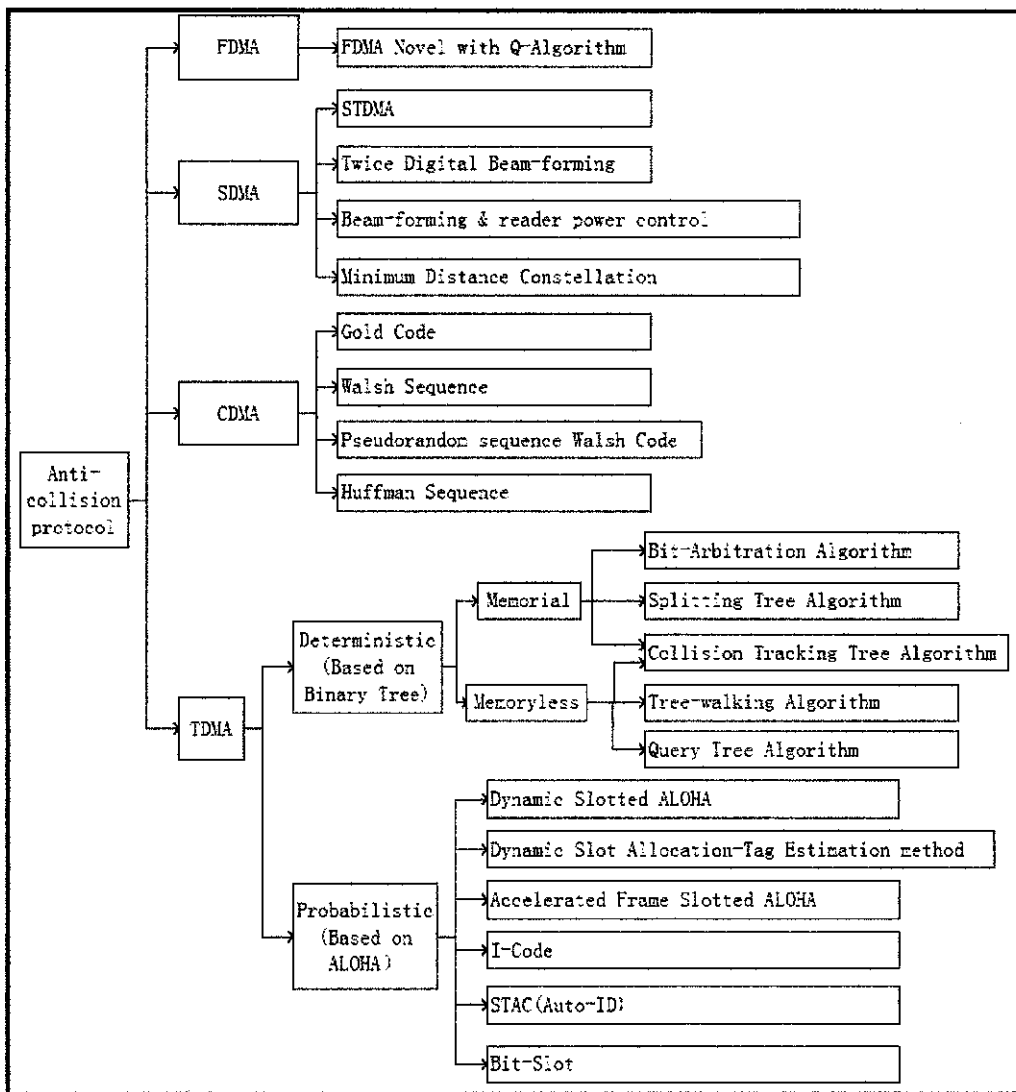 FDMA
FDMA Novel with Q-Algorithm
STDMA
Twice Digital Beam-forming
SDMA
Beam-forming & reader power control
Minimum Distance Constellation
Gold Code
Walsh Sequence
CDMA
Pseudorandom sequence Walsh Code
Huffman Sequence
Anti-
collision
protocol
Bit-Arbitration Algorithm
Memorial
Splitting Tree Algorithm
Deterministic
(Based on
Binary Tree)
Collision Tracking Tree Algorithm
Memoryless
Tree-walking Algorithm
TDMA
Query Tree Algorithm
Dynamic Slotted ALOHA
Dynamic Slot Allocation-Tag Estimation method
Accelerated Frame Slotted ALOHA
Probabilistic
(Based on
ALOHA)
I-Code
STAC(Auto-ID)
Bit-Slot